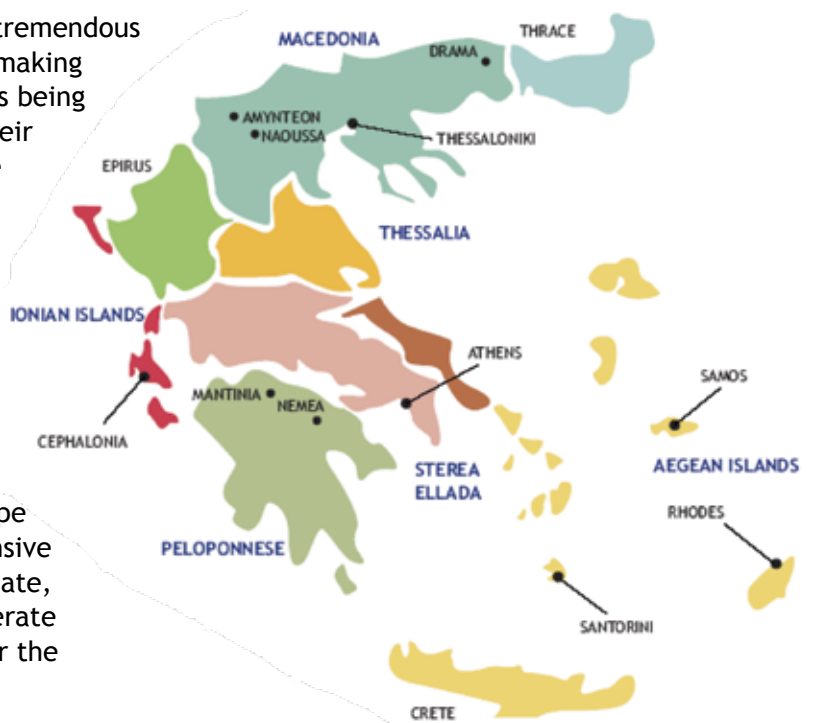 tremendous
making
s being
eir
MACEDONIA
THRACE
DRAMA
AMYNTEON
NAOUSSA
THESSALONIKI
EPIRUS
THESSALIA
IONIAN ISLANDS
ATHENS
SAMOS
MANTINIA
NEMEA
CEPHALONIA
STEREA
ELLADA
AEGEAN ISLANDS
RHODES
be
nsive
PELOPONNESE
ate,
erate
SANTORINI
r the
CRETE